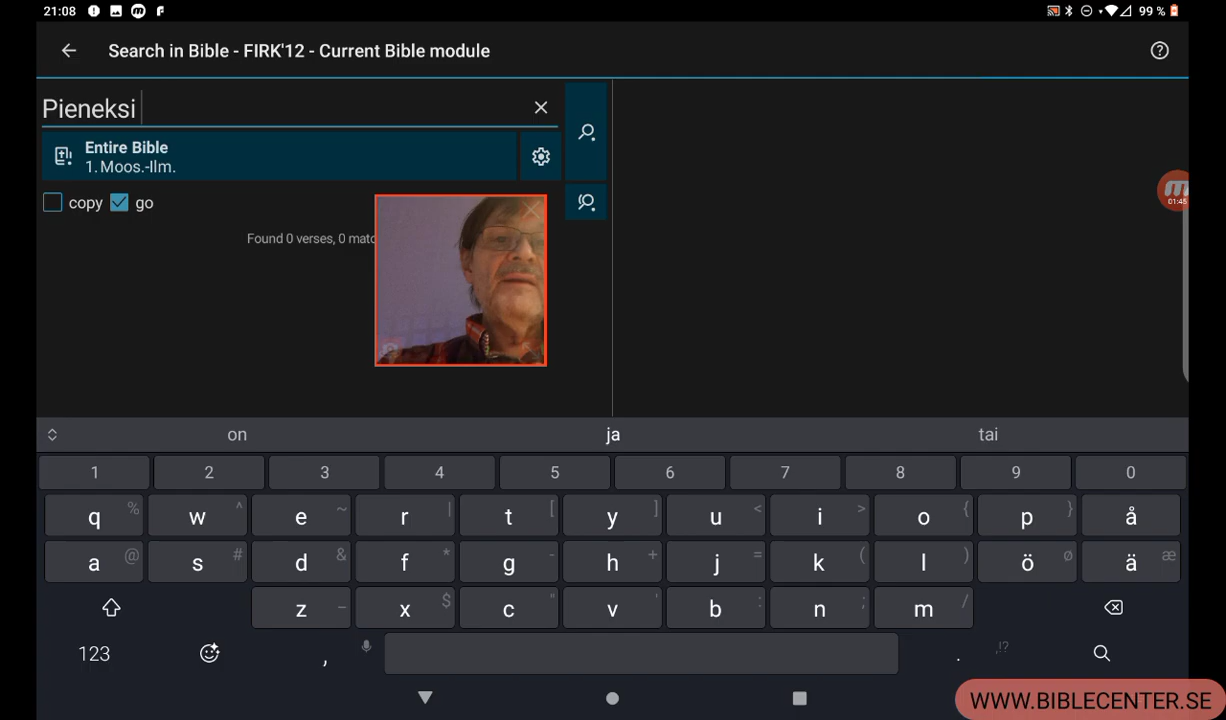 21:08
99 %
Search in Bible - FIRK'12 - Current Bible module
Pieneksi
Entire Bible
1. Moos.-Ilm.
copy
go
Found 0 verses, 0 matc
01:45
on
ja
tai
1 2 3 4 5 6 7 8 9 0
q % w ^ e ~ r | t [ y ] u < i > o { p } å
a @ s # d & f * g - h + j = k ( l ) ö ø ä æ
z _ x $ c " v ' b : n ; m /
123 , . ,!?
WWW.BIBLECENTER.SE